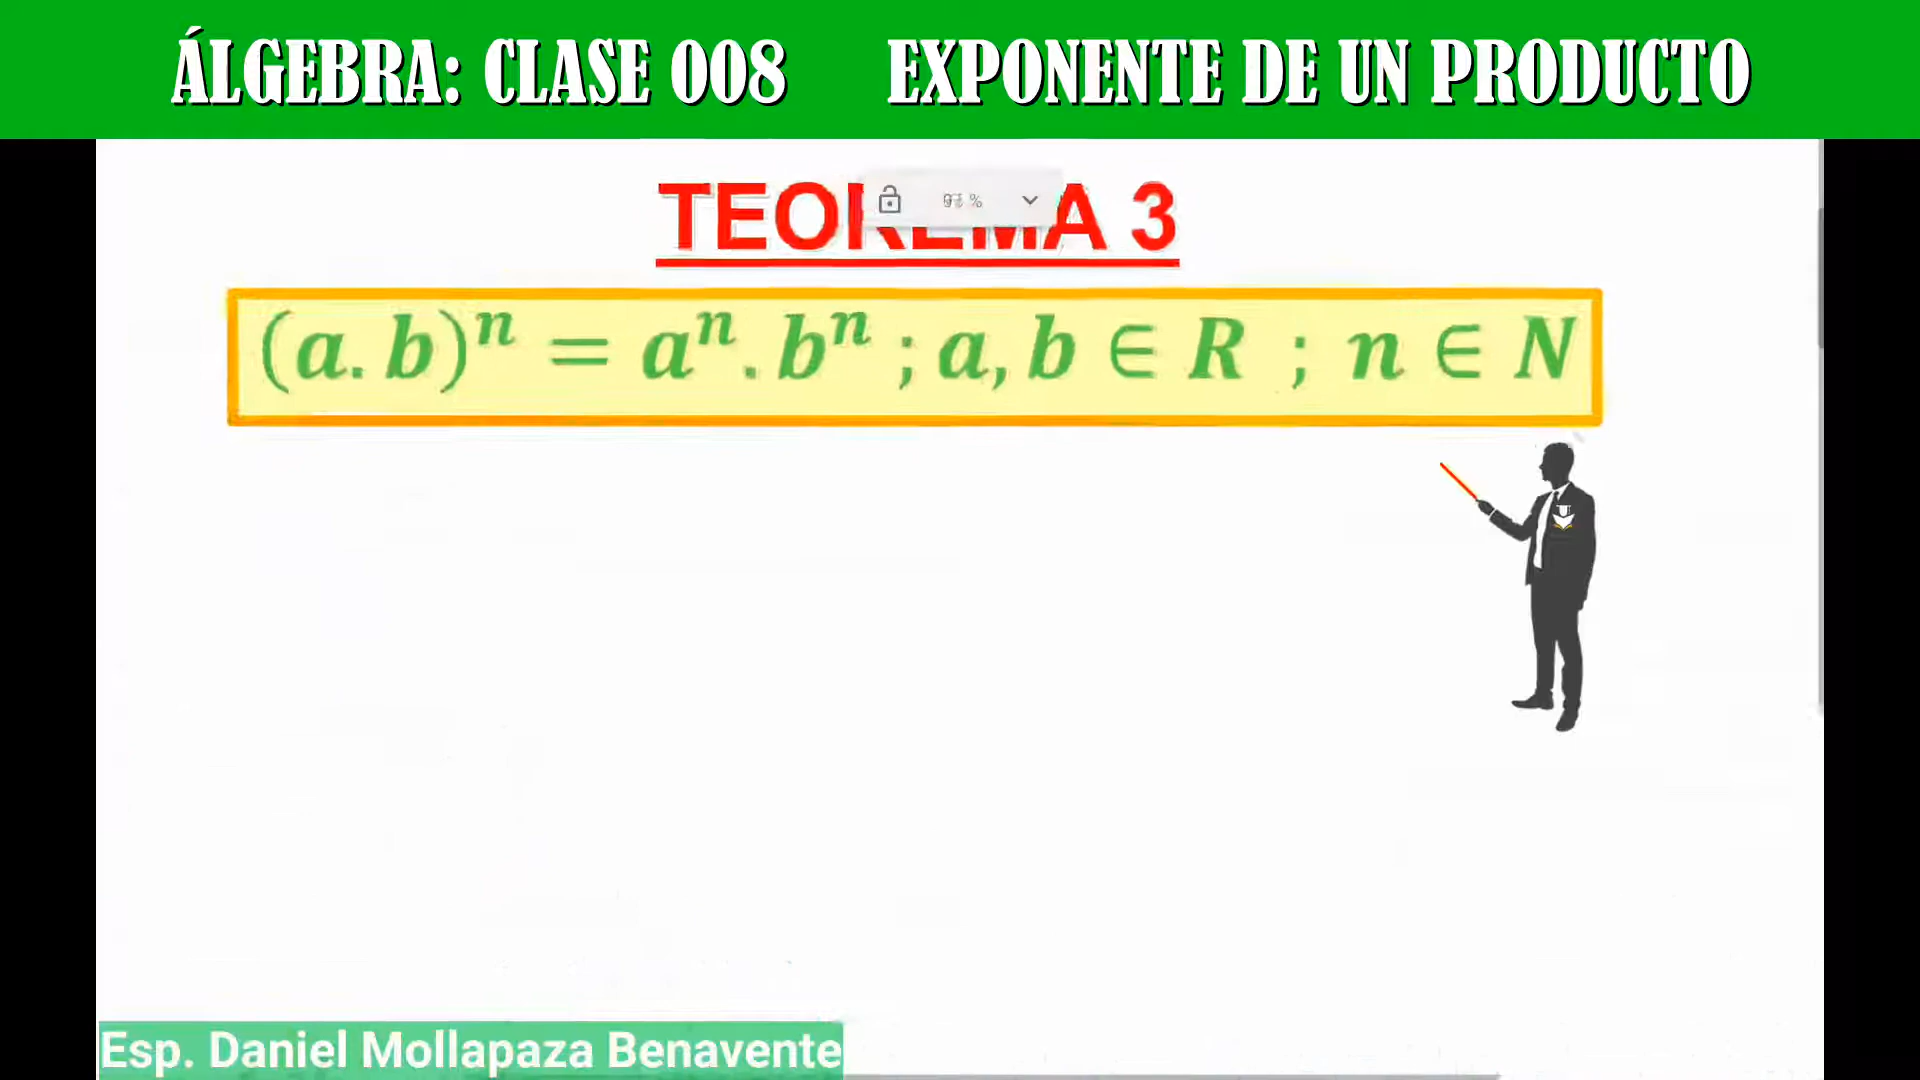 ÁLGEBRA: CLASE 008 EXPONENTE DE UN PRODUCTO
TEOREMA 3
(a.b)ⁿ = aⁿ.bⁿ ; a, b ∈ R ; n ∈ N
Esp. Daniel Mollapaza Benavente